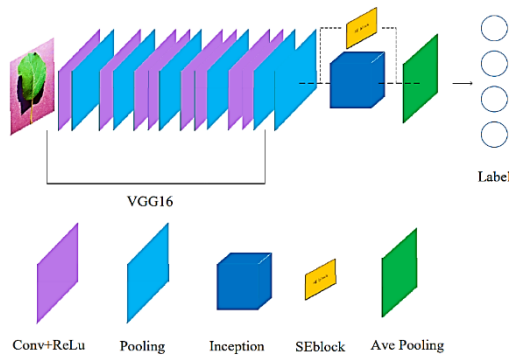 VGG16
Label
Conv+ReLu
Pooling
Inception
SEblock
Ave Pooling